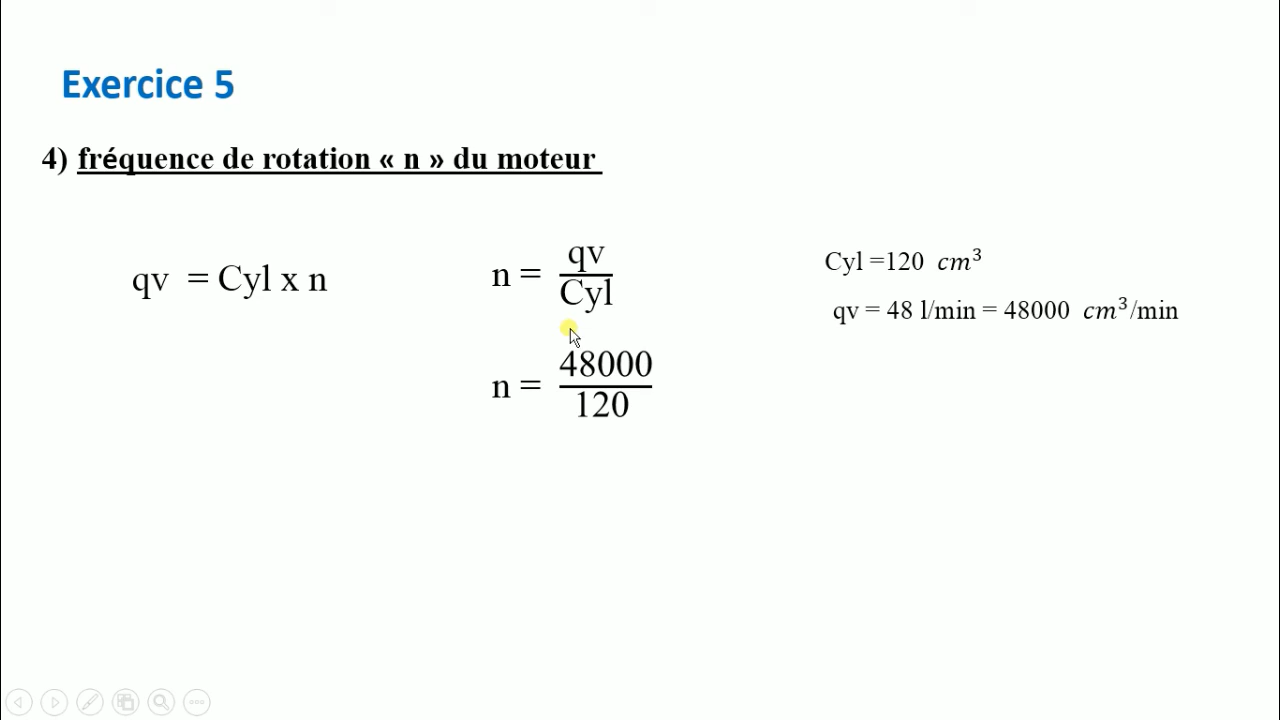 Exercice 5
4) fréquence de rotation « n » du moteur
qv = Cyl x n
n = qv / Cyl
n = 48000 / 120
Cyl =120 cm³
qv = 48 l/min = 48000 cm³/min